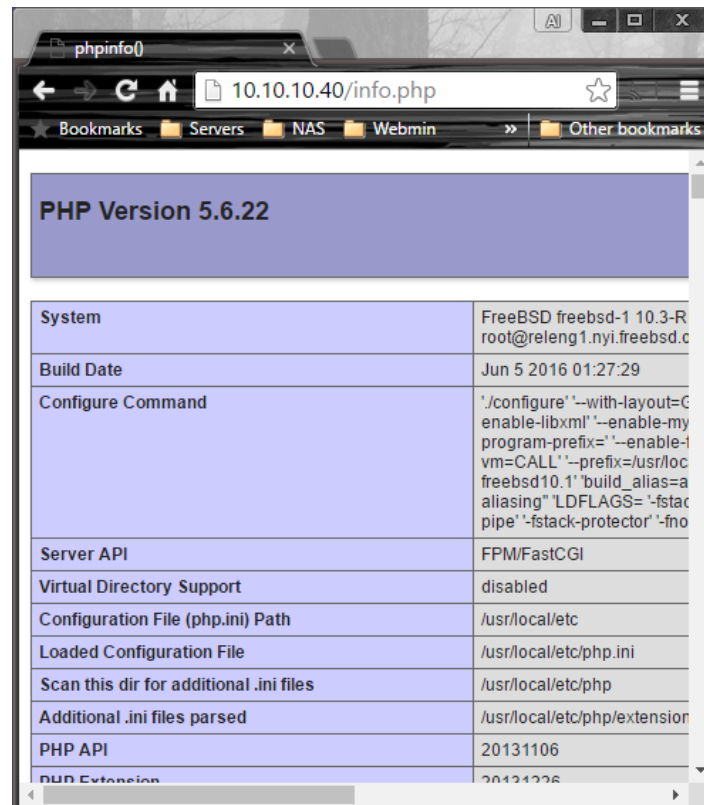 AI
phpinfo()
10.10.10.40/info.php
Bookmarks Servers NAS Webmin » Other bookmarks
PHP Version 5.6.22
System
FreeBSD freebsd-1 10.3-R
root@releng1.nyi.freebsd.c
Build Date
Jun 5 2016 01:27:29
Configure Command
'./configure' '--with-layout=G
enable-libxml' '--enable-my
program-prefix=' '--enable-f
vm=CALL' '--prefix=/usr/loc
freebsd10.1' 'build_alias=a
aliasing" 'LDFLAGS= '-fstac
pipe' '-fstack-protector' '-fno
Server API
FPM/FastCGI
Virtual Directory Support
disabled
Configuration File (php.ini) Path
/usr/local/etc
Loaded Configuration File
/usr/local/etc/php.ini
Scan this dir for additional .ini files
/usr/local/etc/php
Additional .ini files parsed
/usr/local/etc/php/extension
PHP API
20131106
PHP Extension
20131226